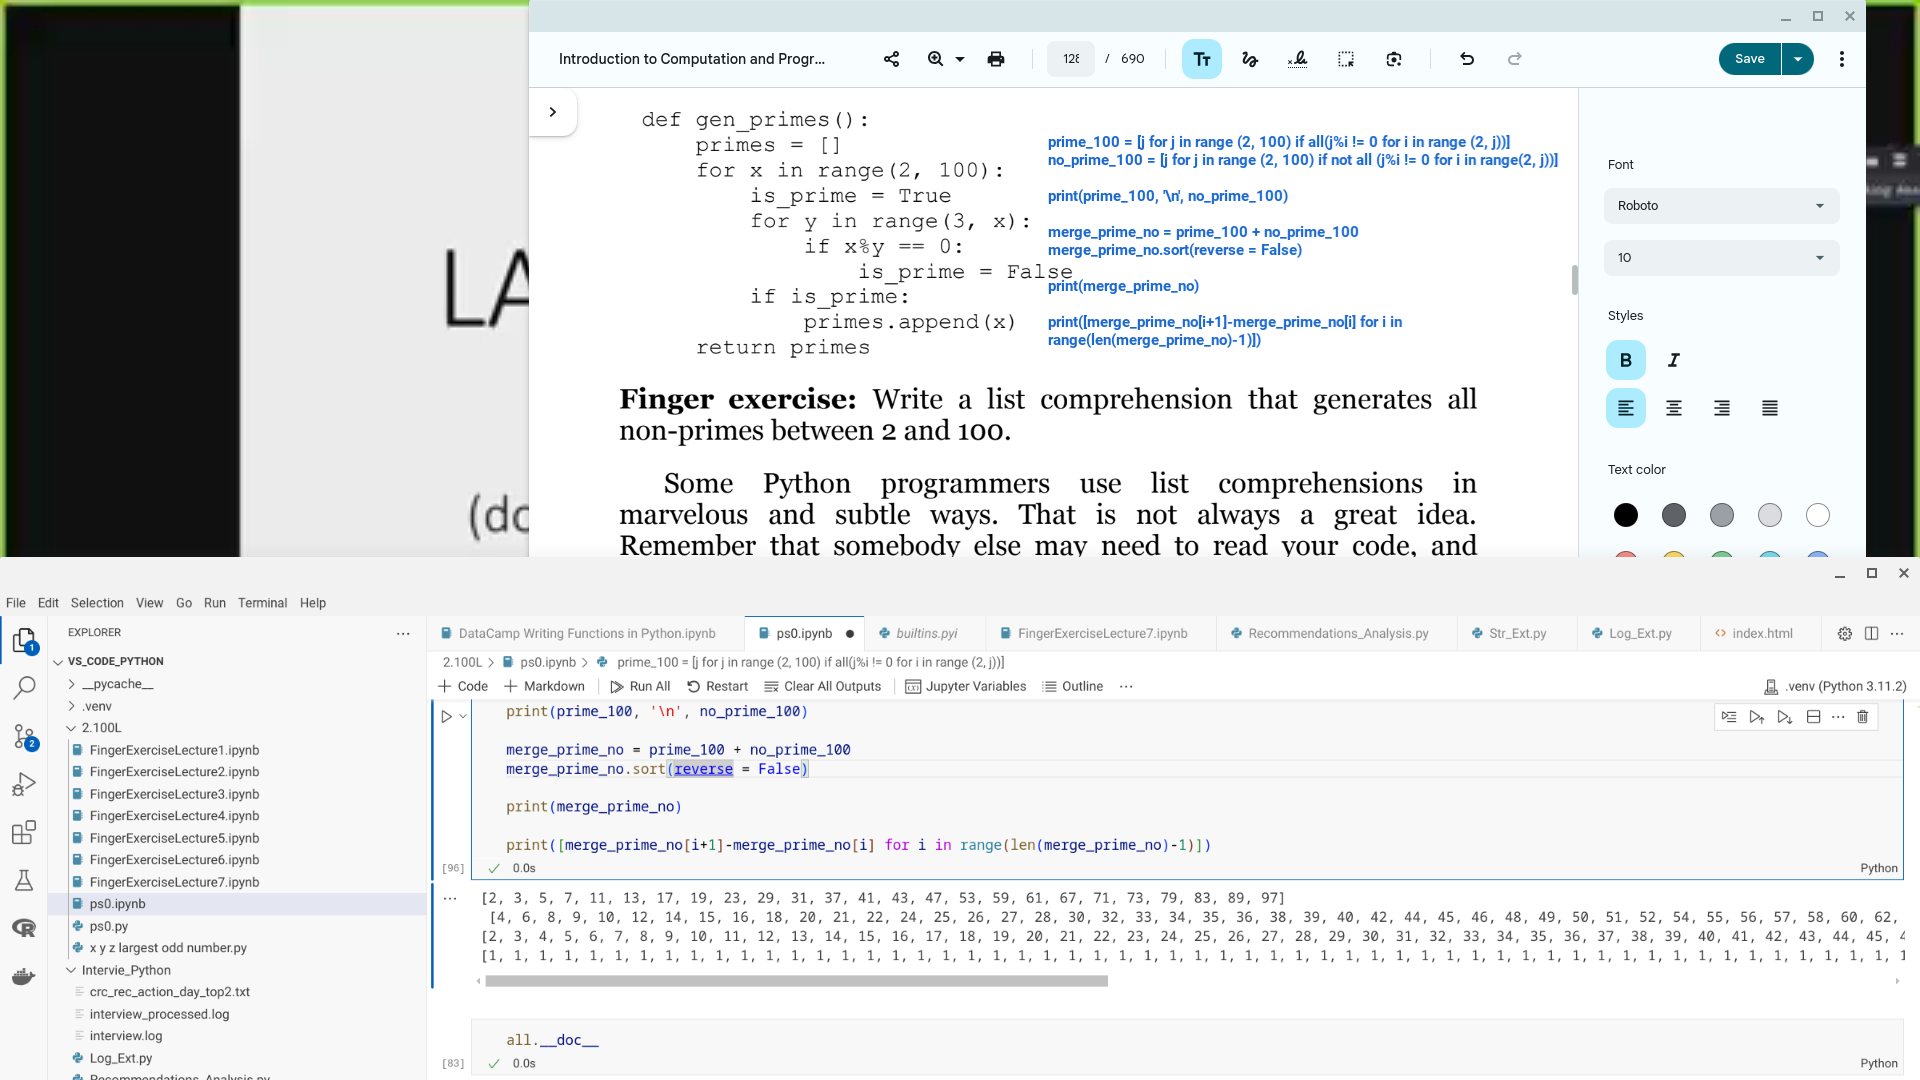 Introduction to Computation and Progr...
128 / 690
Save
def gen_primes():
primes = []
for x in range(2, 100):
is_prime = True
for y in range(3, x):
if x%y == 0:
is_prime = False
if is_prime:
primes.append(x)
return primes
prime_100 = [j for j in range (2, 100) if all(j%i != 0 for i in range (2, j))]
no_prime_100 = [j for j in range (2, 100) if not all (j%i != 0 for i in range(2, j))]
print(prime_100, '\n', no_prime_100)
merge_prime_no = prime_100 + no_prime_100
merge_prime_no.sort(reverse = False)
print(merge_prime_no)
print([merge_prime_no[i+1]-merge_prime_no[i] for i in
range(len(merge_prime_no)-1)])
Finger exercise: Write a list comprehension that generates all
non-primes between 2 and 100.
Some Python programmers use list comprehensions in
marvelous and subtle ways. That is not always a great idea.
Remember that somebody else may need to read your code, and
Font
Roboto
10
Styles
B I
Text color
LA
(do
File Edit Selection View Go Run Terminal Help
EXPLORER
VS_CODE_PYTHON
__pycache__
.venv
2.100L
FingerExerciseLecture1.ipynb
FingerExerciseLecture2.ipynb
FingerExerciseLecture3.ipynb
FingerExerciseLecture4.ipynb
FingerExerciseLecture5.ipynb
FingerExerciseLecture6.ipynb
FingerExerciseLecture7.ipynb
ps0.ipynb
ps0.py
x y z largest odd number.py
Intervie_Python
crc_rec_action_day_top2.txt
interview_processed.log
interview.log
Log_Ext.py
Recommendations_Analysis.py
1
2
DataCamp Writing Functions in Python.ipynb ps0.ipynb builtins.pyi FingerExerciseLecture7.ipynb Recommendations_Analysis.py Str_Ext.py Log_Ext.py index.html
2.100L > ps0.ipynb > prime_100 = [j for j in range (2, 100) if all(j%i != 0 for i in range (2, j))]
Code Markdown Run All Restart Clear All Outputs Jupyter Variables Outline .venv (Python 3.11.2)
print(prime_100, '\n', no_prime_100)
merge_prime_no = prime_100 + no_prime_100
merge_prime_no.sort(reverse = False)
print(merge_prime_no)
print([merge_prime_no[i+1]-merge_prime_no[i] for i in range(len(merge_prime_no)-1)])
[96] 0.0s Python
[2, 3, 5, 7, 11, 13, 17, 19, 23, 29, 31, 37, 41, 43, 47, 53, 59, 61, 67, 71, 73, 79, 83, 89, 97]
[4, 6, 8, 9, 10, 12, 14, 15, 16, 18, 20, 21, 22, 24, 25, 26, 27, 28, 30, 32, 33, 34, 35, 36, 38, 39, 40, 42, 44, 45, 46, 48, 49, 50, 51, 52, 54, 55, 56, 57, 58, 60, 62,
[2, 3, 4, 5, 6, 7, 8, 9, 10, 11, 12, 13, 14, 15, 16, 17, 18, 19, 20, 21, 22, 23, 24, 25, 26, 27, 28, 29, 30, 31, 32, 33, 34, 35, 36, 37, 38, 39, 40, 41, 42, 43, 44, 45, 4
[1, 1, 1, 1, 1, 1, 1, 1, 1, 1, 1, 1, 1, 1, 1, 1, 1, 1, 1, 1, 1, 1, 1, 1, 1, 1, 1, 1, 1, 1, 1, 1, 1, 1, 1, 1, 1, 1, 1, 1, 1, 1, 1, 1, 1, 1, 1, 1, 1, 1, 1, 1, 1, 1, 1, 1, 1
all.__doc__
[83] 0.0s Python